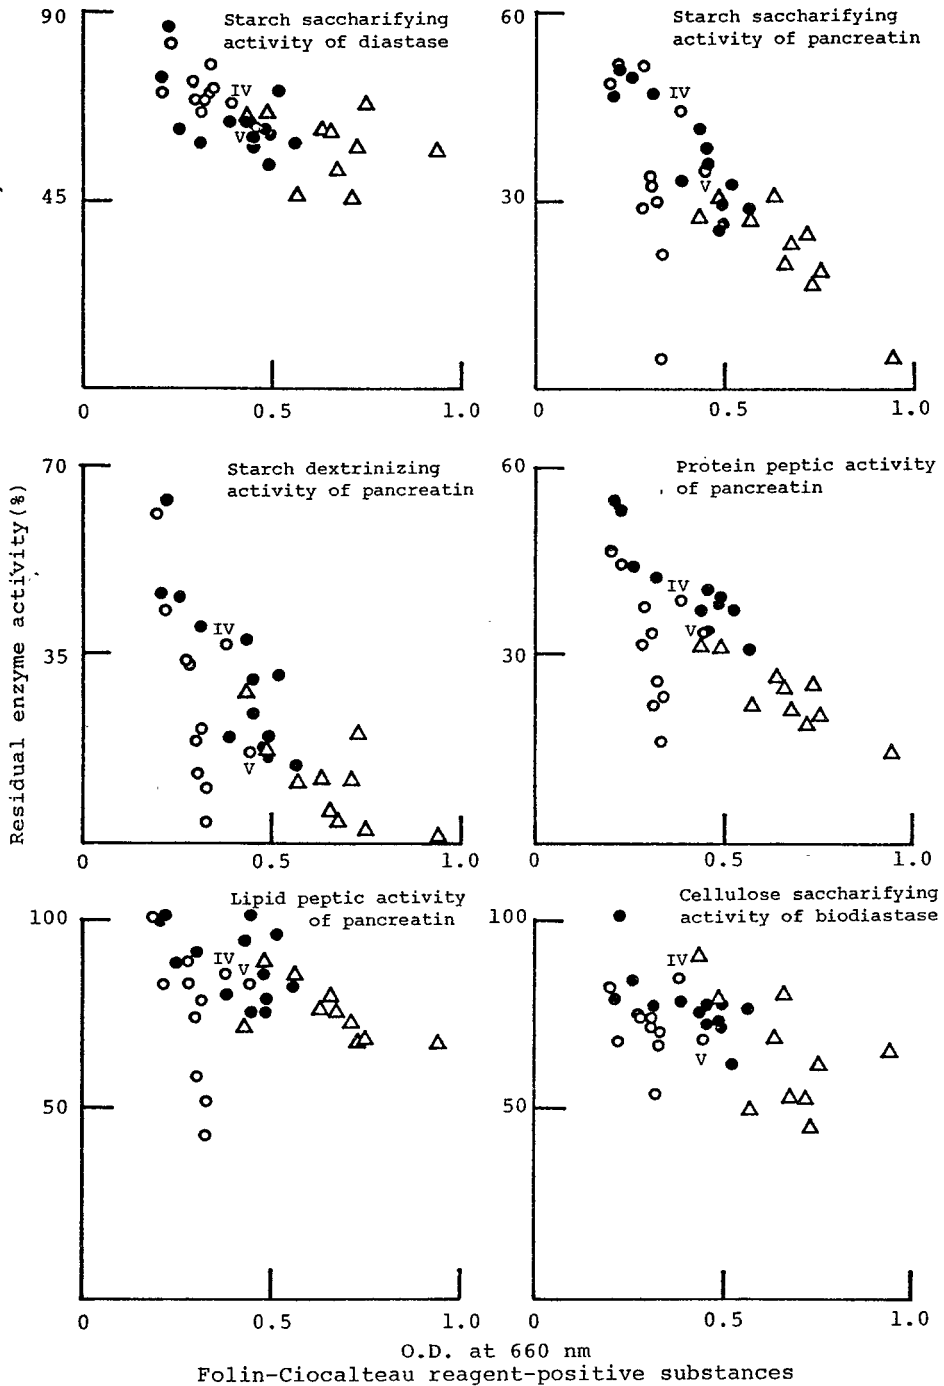 90
Starch saccharifying
activity of diastase
IV
V
45
0
0.5
1.0
60
Starch saccharifying
activity of pancreatin
IV
V
30
0
0.5
1.0
Residual enzyme activity(%)
70
Starch dextrinizing
activity of pancreatin
IV
35
V
0
0.5
1.0
60
Protein peptic activity
of pancreatin
IV
V
30
0
0.5
1.0
Lipid peptic activity
of pancreatin
100
IV
V
50
0
0.5
1.0
Cellulose saccharifying
activity of biodiastase
100
IV
V
50
0
0.5
1.0
O.D. at 660 nm
Folin-Ciocalteau reagent-positive substances